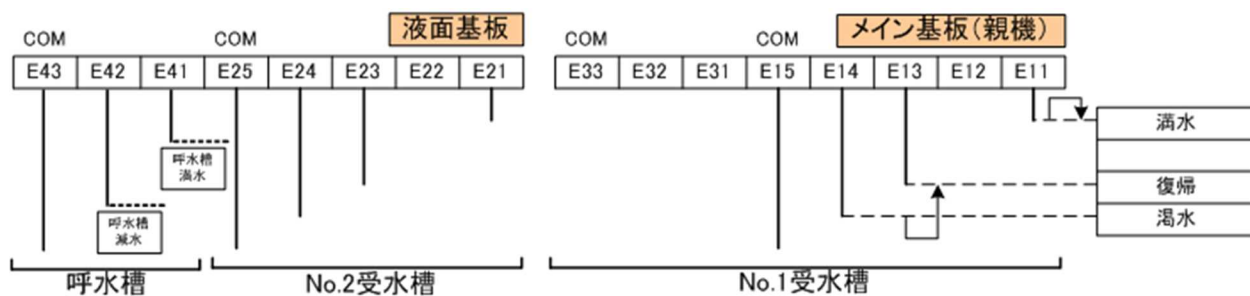 COM COM 液面基板 COM COM メイン基板(親機)
E43 E42 E41 E25 E24 E23 E22 E21 E33 E32 E31 E15 E14 E13 E12 E11
満水
呼水槽
満水
復帰
呼水槽
減水
渇水
呼水槽 No.2受水槽 No.1受水槽